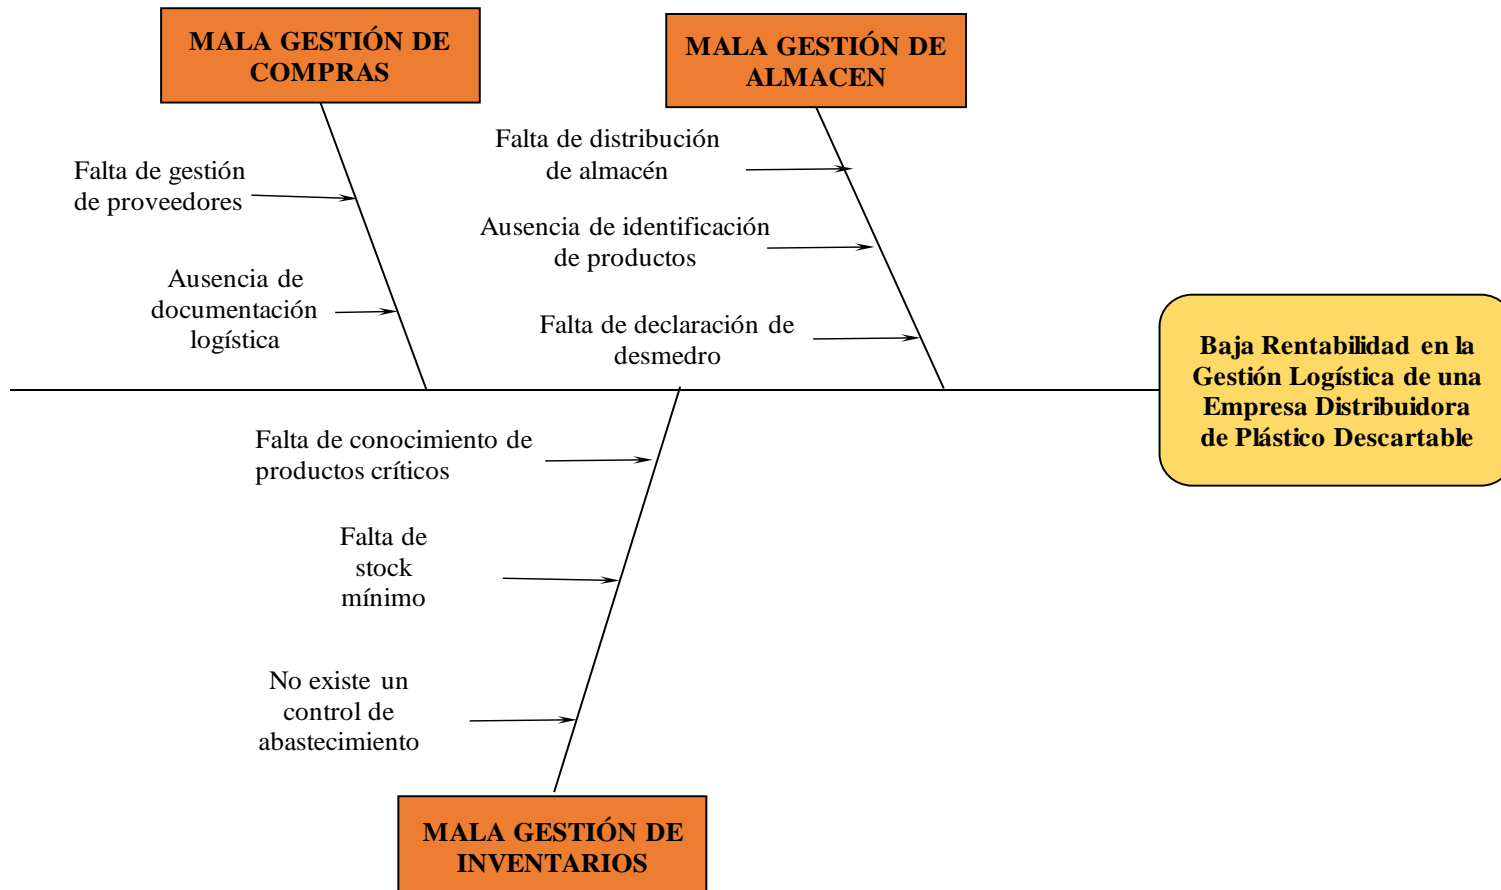 MALA GESTIÓN DE
COMPRAS
MALA GESTIÓN DE
ALMACEN
Falta de gestión
de proveedores
Ausencia de
documentación
logística
Falta de distribución
de almacén
Ausencia de identificación
de productos
Falta de declaración de
desmedro
Baja Rentabilidad en la
Gestión Logística de una
Empresa Distribuidora
de Plástico Descartable
Falta de conocimiento de
productos críticos
Falta de
stock
mínimo
No existe un
control de
abastecimiento
MALA GESTIÓN DE
INVENTARIOS